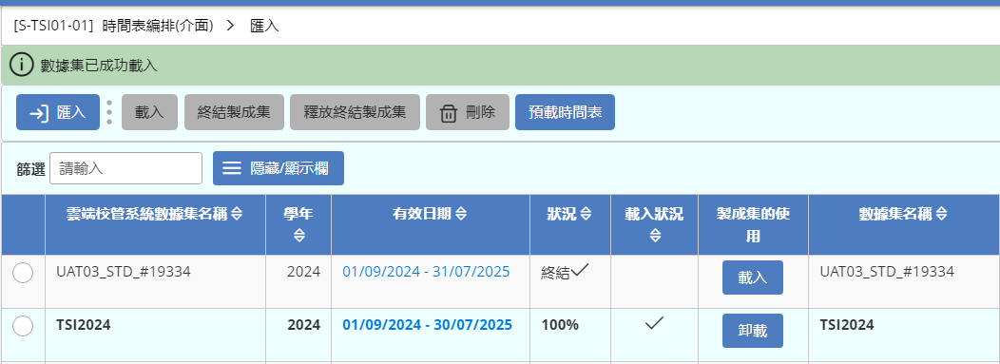 [S-TSI01-01] 時間表編排(介面) > 匯入
數據集已成功載入
匯入 載入 終結製成集 釋放終結製成集 刪除 預載時間表
篩選 請輸入 隱藏/顯示欄
雲端校管系統數據集名稱 學年 有效日期 狀況 載入狀況 製成集的使用 數據集名稱
UAT03_STD_#19334 2024 01/09/2024 - 31/07/2025 終結✓ 載入 UAT03_STD_#19334
TSI2024 2024 01/09/2024 - 30/07/2025 100% ✓ 卸載 TSI2024